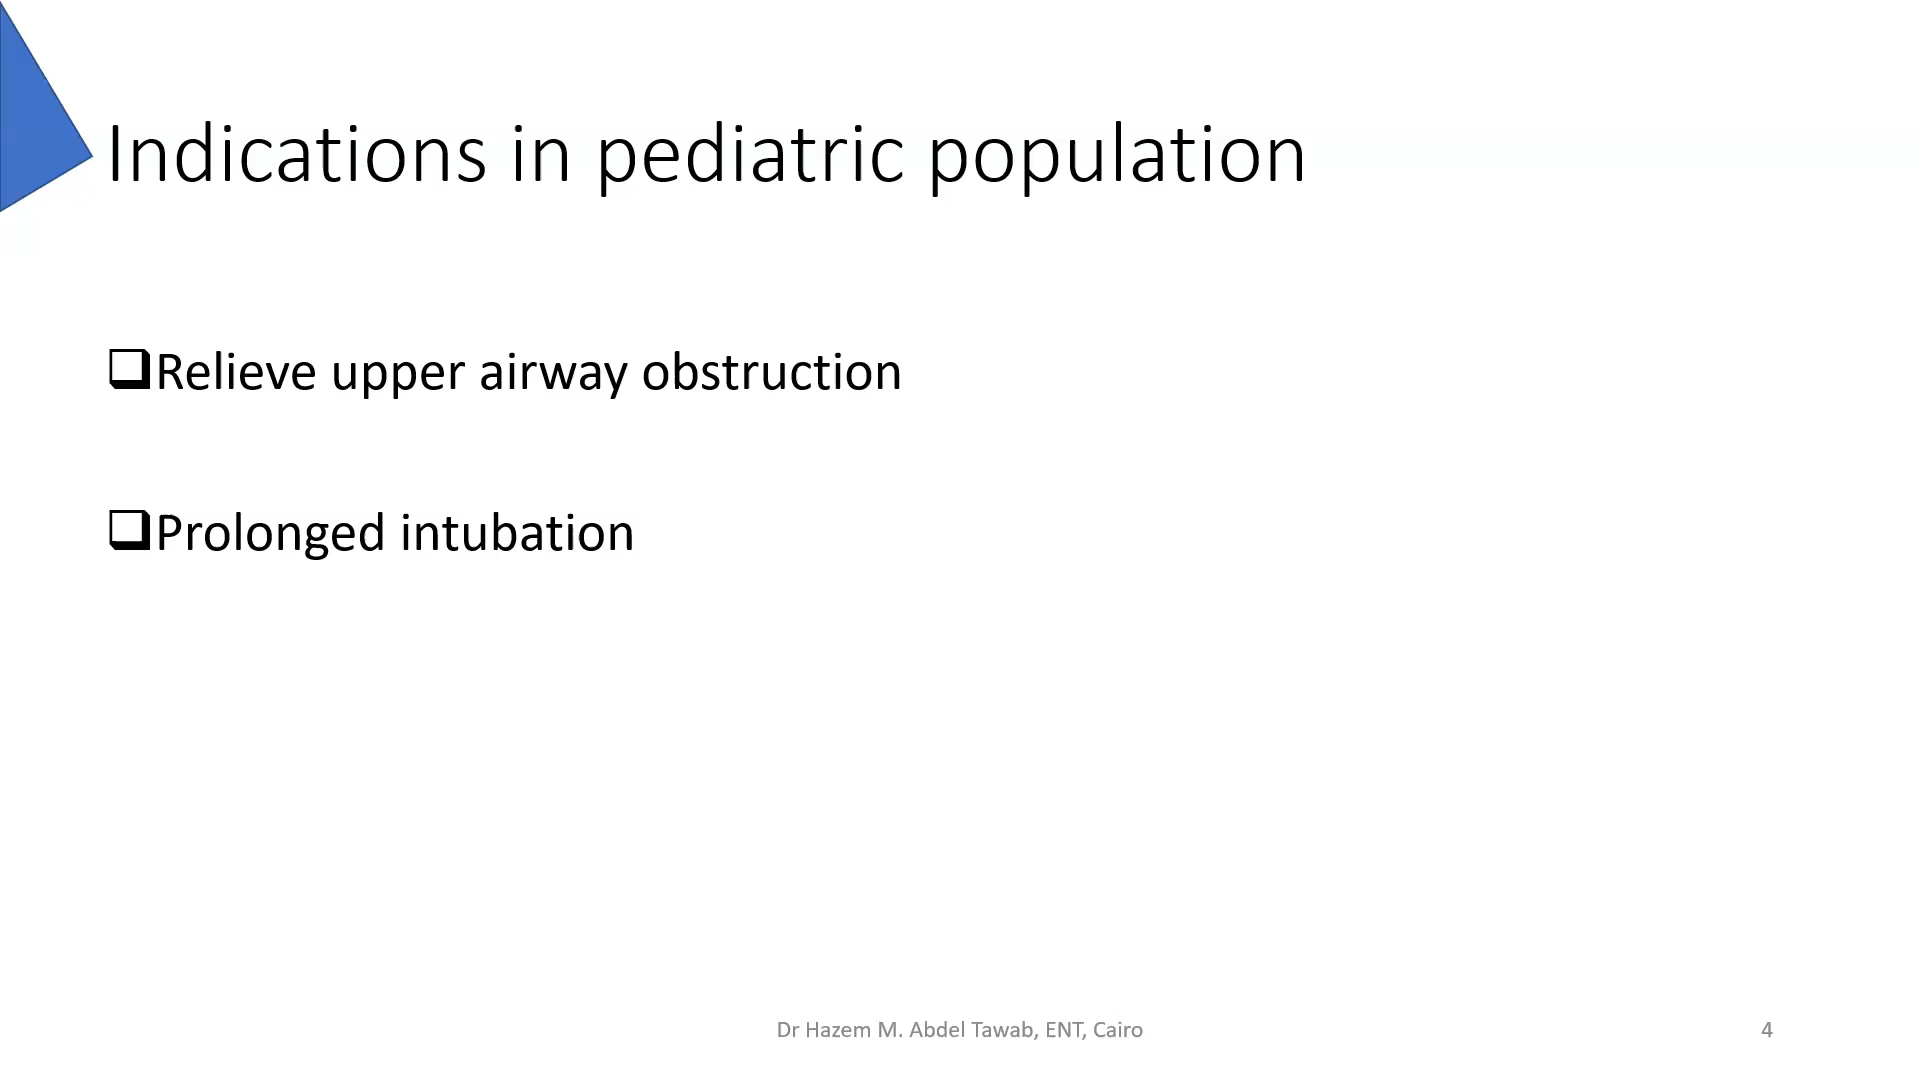 Indications in pediatric population
❑Relieve upper airway obstruction
❑Prolonged intubation
Dr Hazem M. Abdel Tawab, ENT, Cairo
4